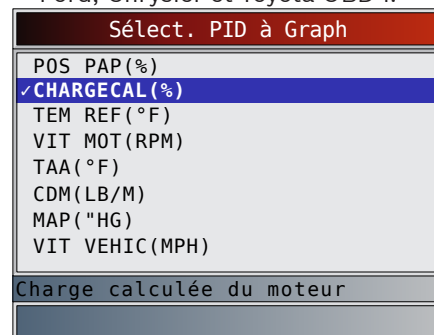 Ford, Chrysler et Toyota OBD I.
Sélect. PID à Graph
POS PAP(%)
✓CHARGECAL(%)
TEM REF(°F)
VIT MOT(RPM)
TAA(°F)
CDM(LB/M)
MAP("HG)
VIT VEHIC(MPH)
Charge calculée du moteur